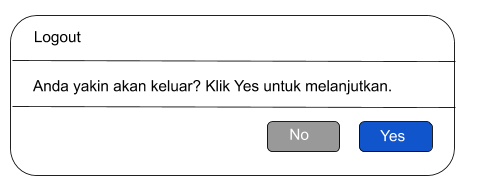 Logout
Anda yakin akan keluar? Klik Yes untuk melanjutkan.
No
Yes